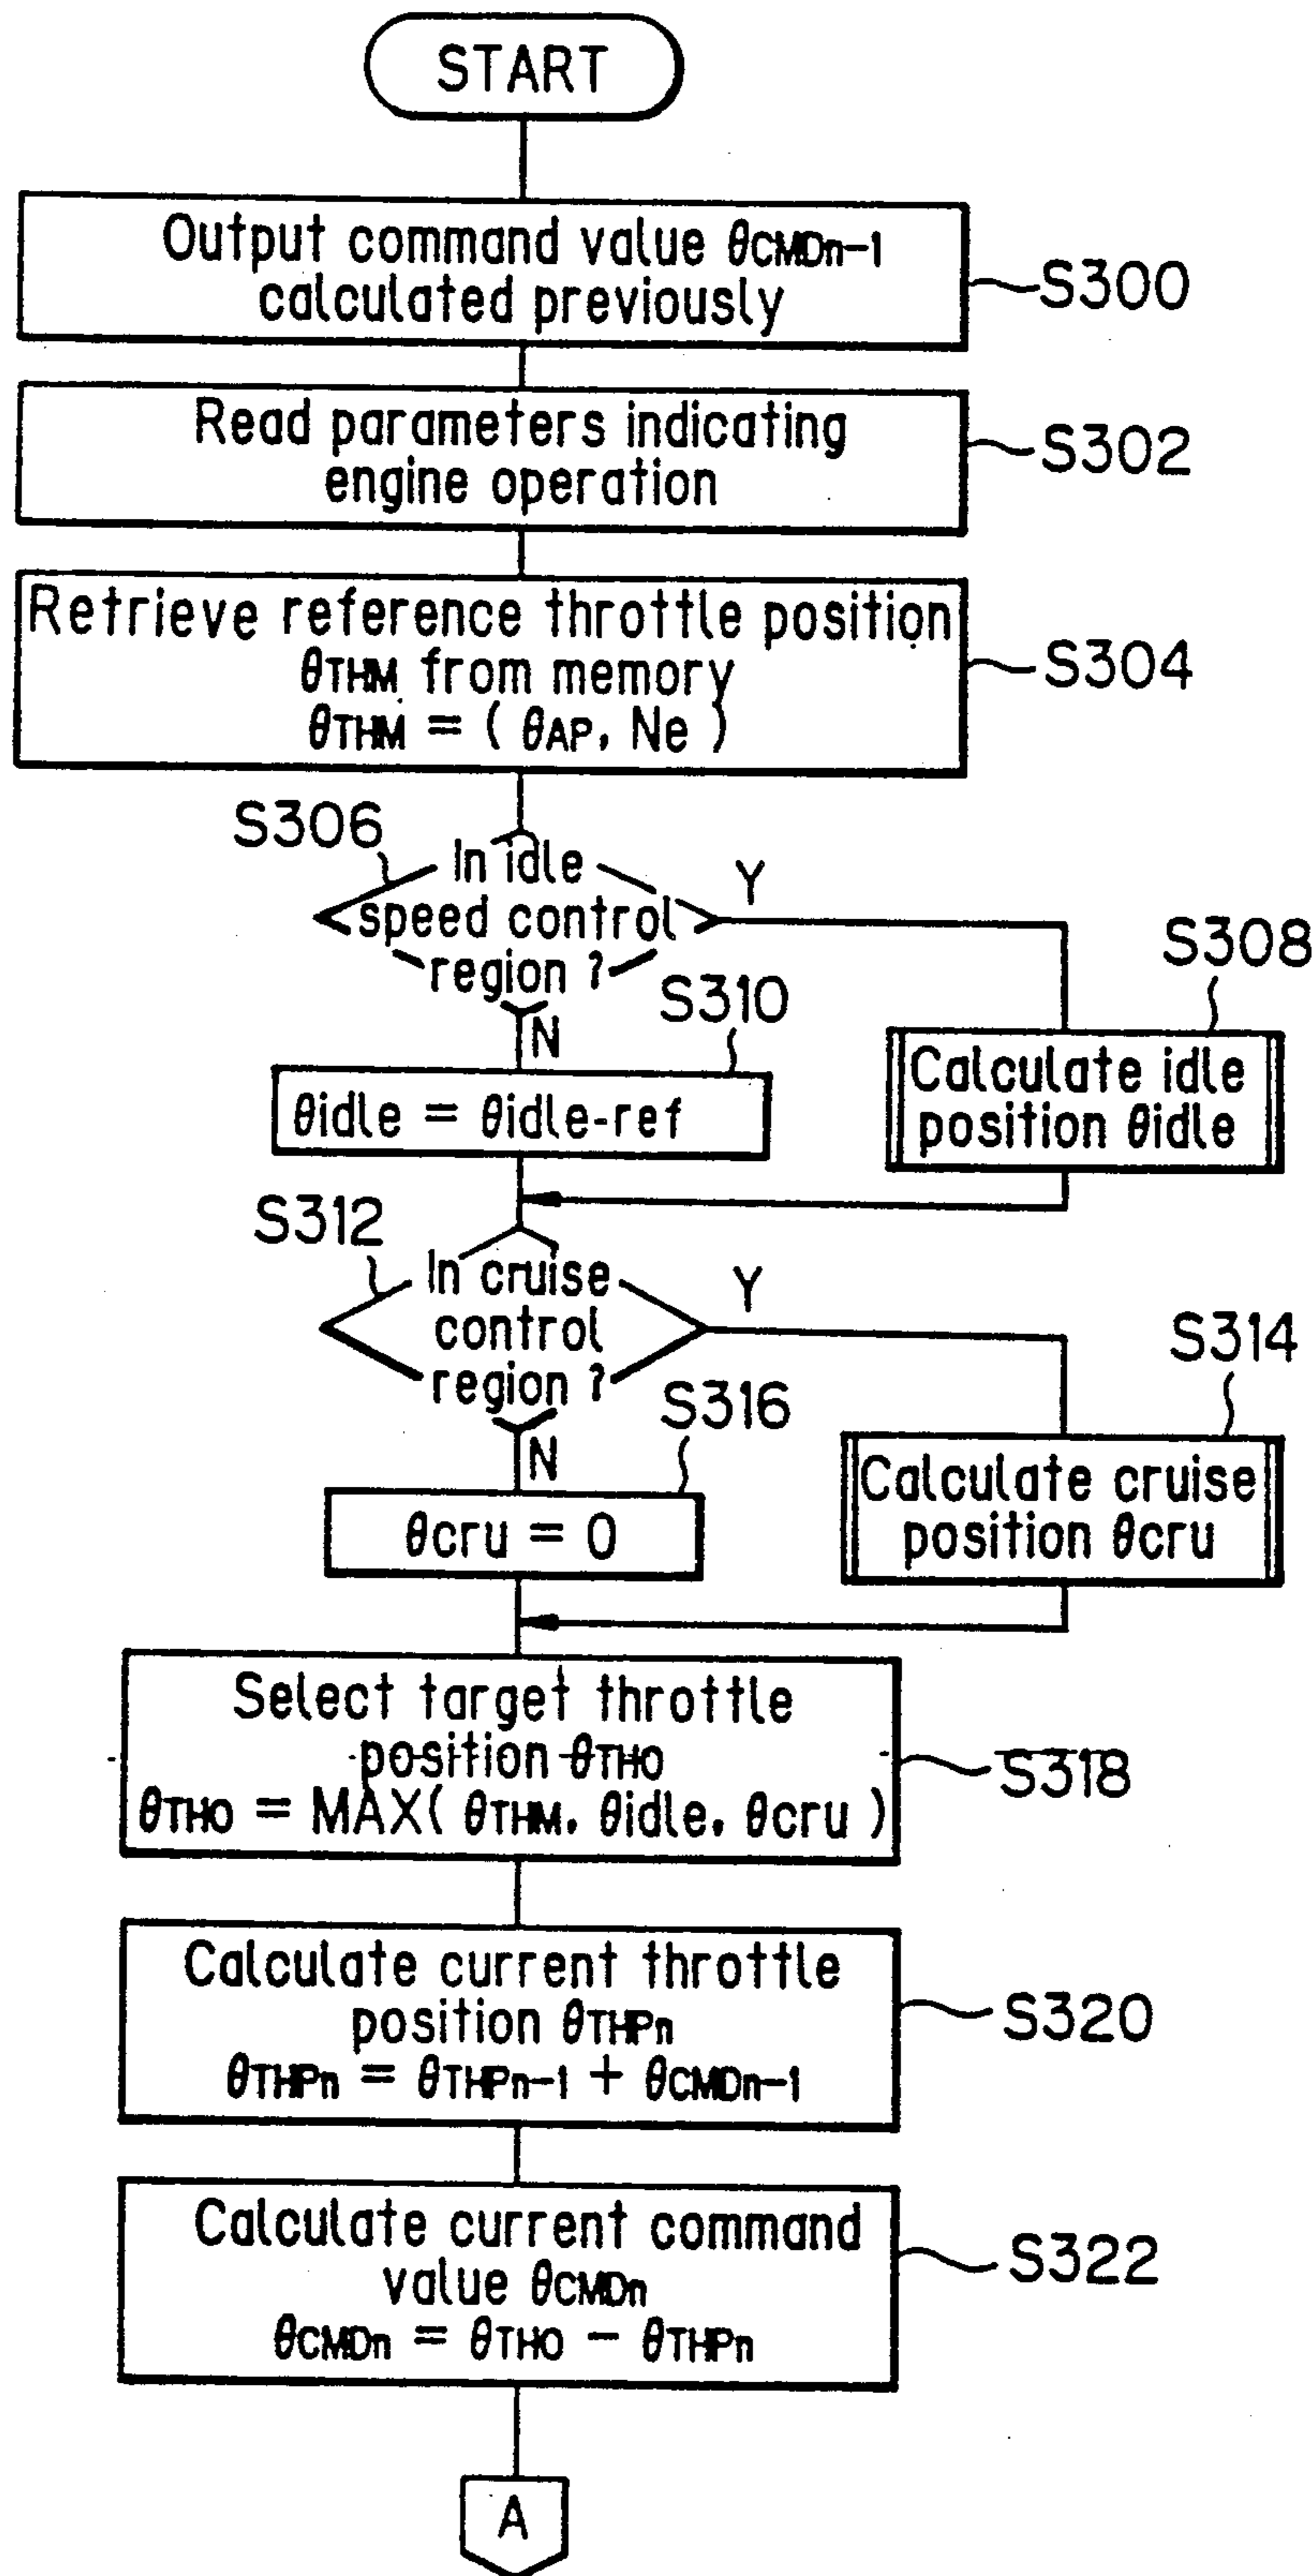 START
Output command value θCMDn-1
calculated previously
S300
Read parameters indicating
engine operation
S302
Retrieve reference throttle position
θTHM from memory
θTHM = ( θAP, Ne )
S304
S306
In idle
speed control
region ?
Y
N
S308
Calculate idle
position θidle
S310
θidle = θidle-ref
S312
In cruise
control
region ?
Y
N
S314
Calculate cruise
position θcru
S316
θcru = 0
Select target throttle
position θTHO
θTHO = MAX( θTHM, θidle, θcru )
S318
Calculate current throttle
position θTHPn
θTHPn = θTHPn-1 + θCMDn-1
S320
Calculate current command
value θCMDn
θCMDn = θTHO - θTHPn
S322
A